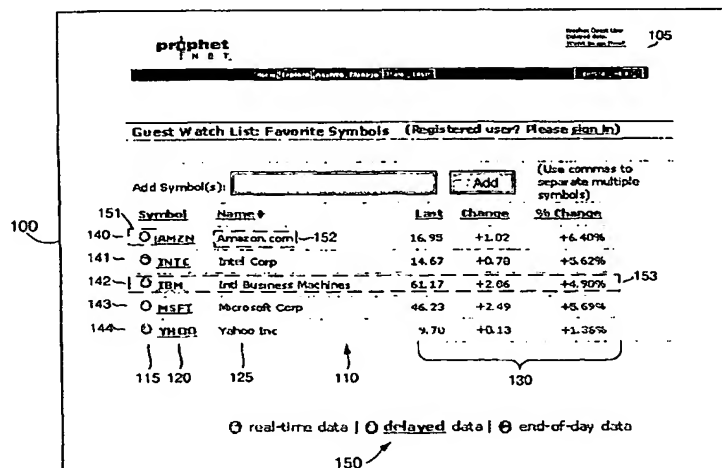 prophet
NET
105
Guest Watch List: Favorite Symbols (Registered user? Please sign in)
Add Symbol(s): Add (Use commas to separate multiple symbols)
151 Symbol Name Last Change % Change
100
140 AMZN Amazon.com 152 16.95 +1.02 +6.40%
141 INTC Intel Corp 14.67 +0.78 +5.62%
142 IBM Intl Business Machines 61.17 +2.86 +4.90% 153
143 MSFT Microsoft Corp 46.23 +2.49 +5.69%
144 YHOO Yahoo Inc 9.70 +0.13 +1.36%
115 120 125 110 130
real-time data | delayed data | end-of-day data
150